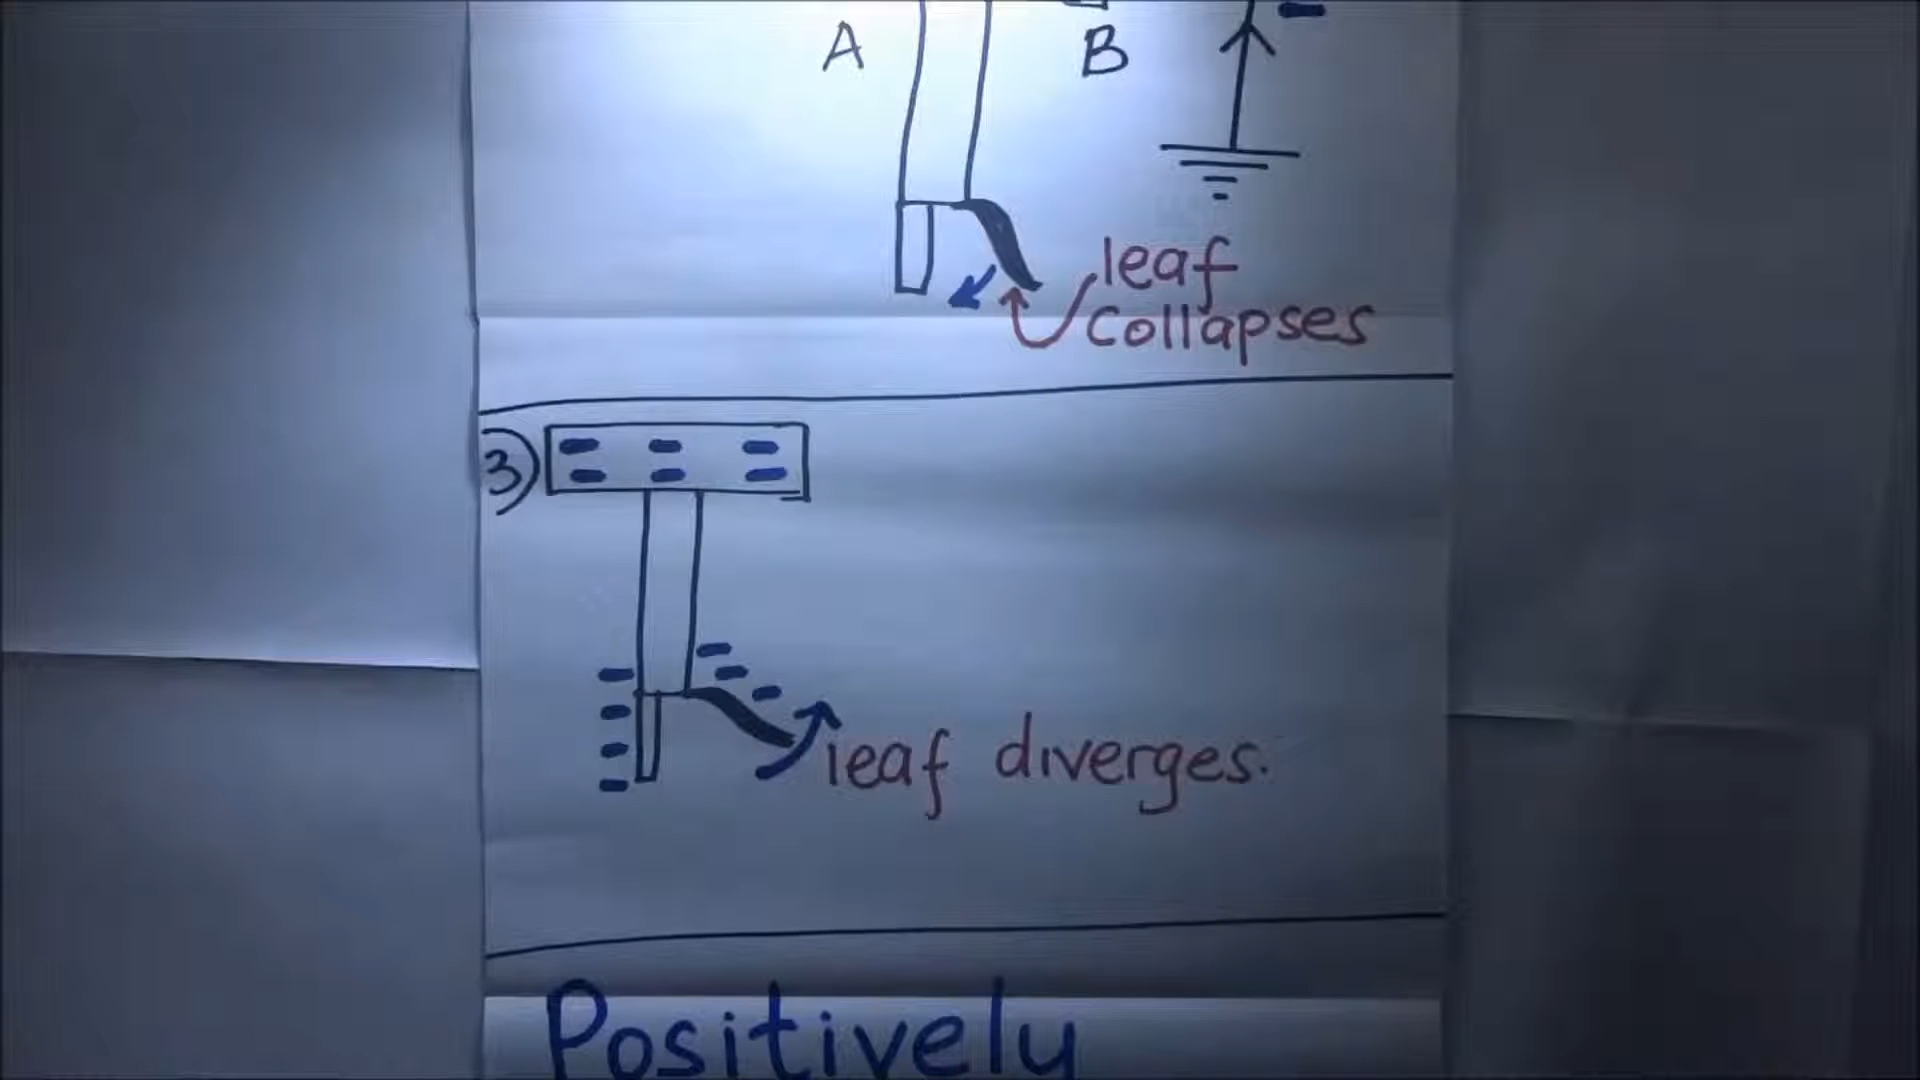 A
B
leaf
collapses
3)
leaf diverges.
Positively